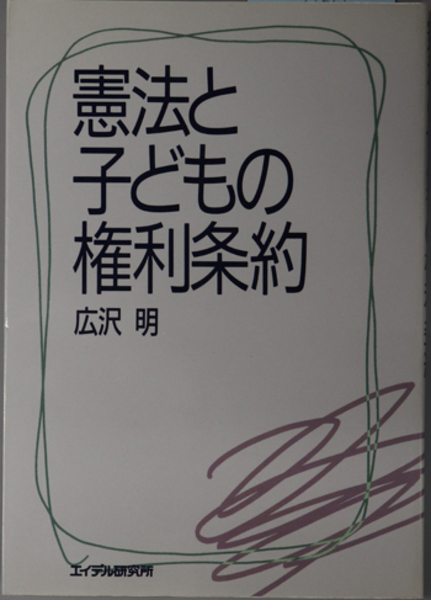 憲法と
子どもの
権利条約
広沢 明
エイデル研究所